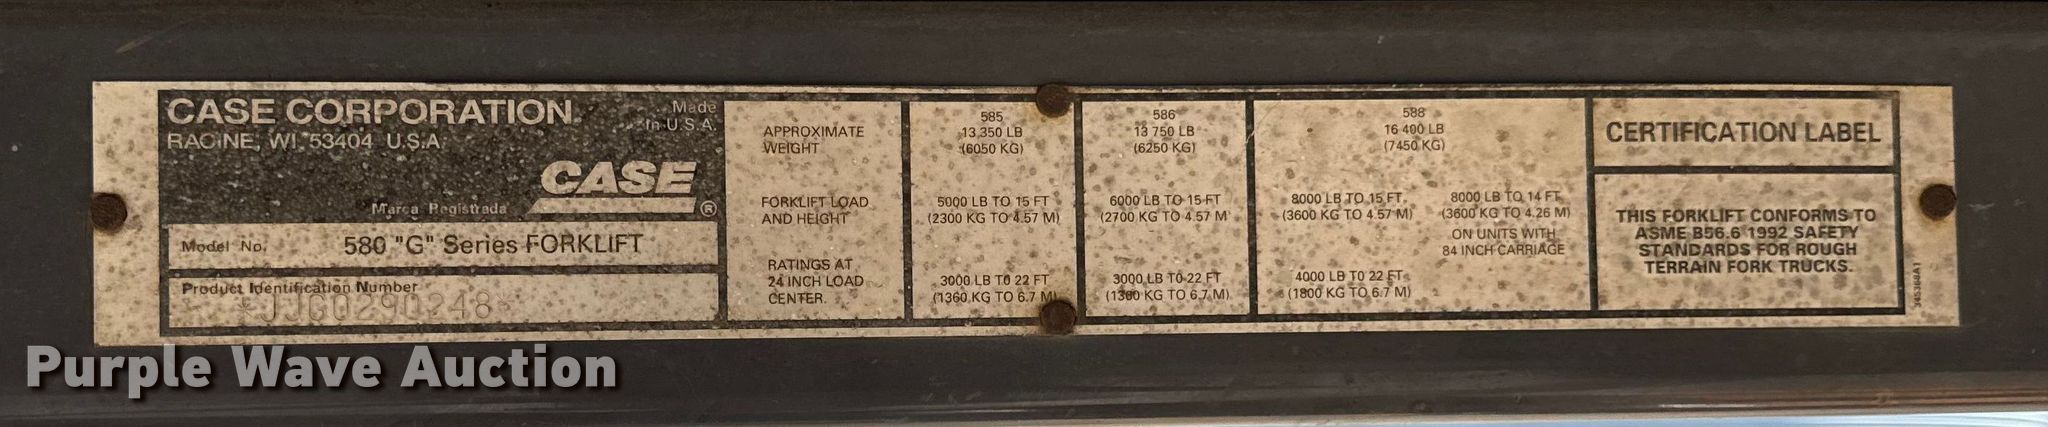 CASE CORPORATION
RACINE, WI. 53404 U.S.A.
Made
In U.S.A.
CASE
Marca Registrada ®
Model No. 580 "G" Series FORKLIFT
Product Identification Number
*JJG0290248*
APPROXIMATE
WEIGHT
585
13 350 LB
(6050 KG)
586
13 750 LB
(6250 KG)
588
16 400 LB
(7450 KG)
FORKLIFT LOAD
AND HEIGHT
5000 LB TO 15 FT
(2300 KG TO 4.57 M)
6000 LB TO 15 FT
(2700 KG TO 4.57 M
8000 LB TO 15 FT.
(3600 KG TO 4.57 M)
8000 LB TO 14 FT.
(3600 KG TO 4.26 M)
ON UNITS WITH
84 INCH CARRIAGE
RATINGS AT
24 INCH LOAD
CENTER.
3000 LB TO 22 FT
(1360 KG TO 6.7 M)
3000 LB TO 22 FT
(1360 KG TO 6.7 M)
4000 LB TO 22 FT.
(1800 KG TO 6.7 M)
CERTIFICATION LABEL
THIS FORKLIFT CONFORMS TO
ASME B56.6 1992 SAFETY
STANDARDS FOR ROUGH
TERRAIN FORK TRUCKS.
Purple Wave Auction